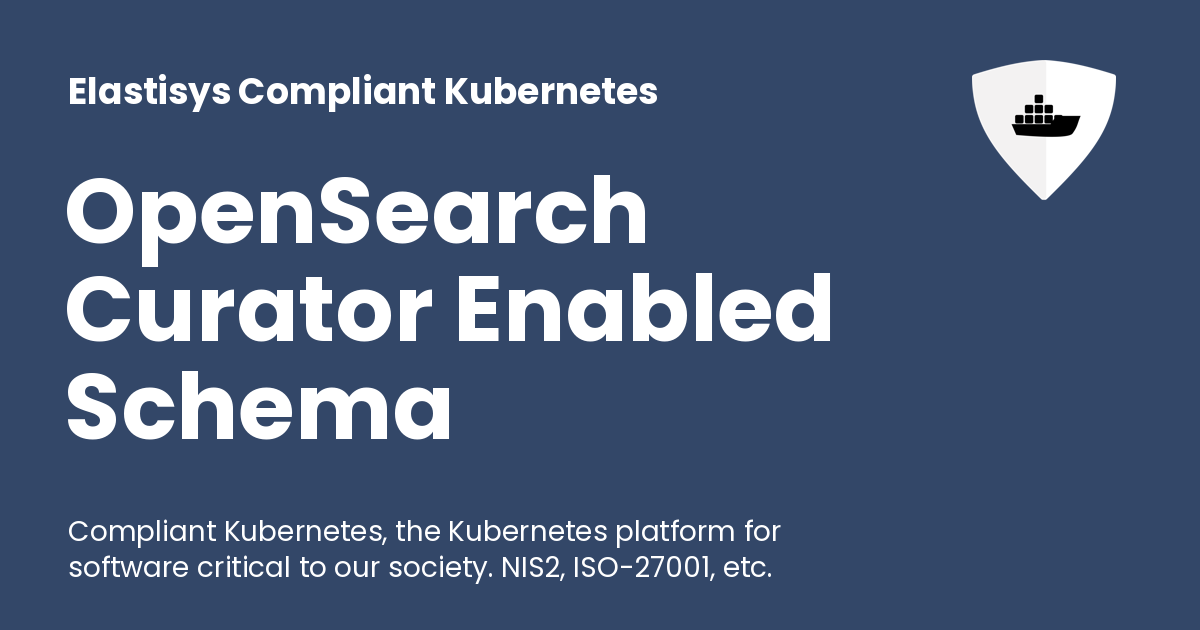 Elastisys Compliant Kubernetes
OpenSearch
Curator Enabled
Schema
Compliant Kubernetes, the Kubernetes platform for
software critical to our society. NIS2, ISO-27001, etc.